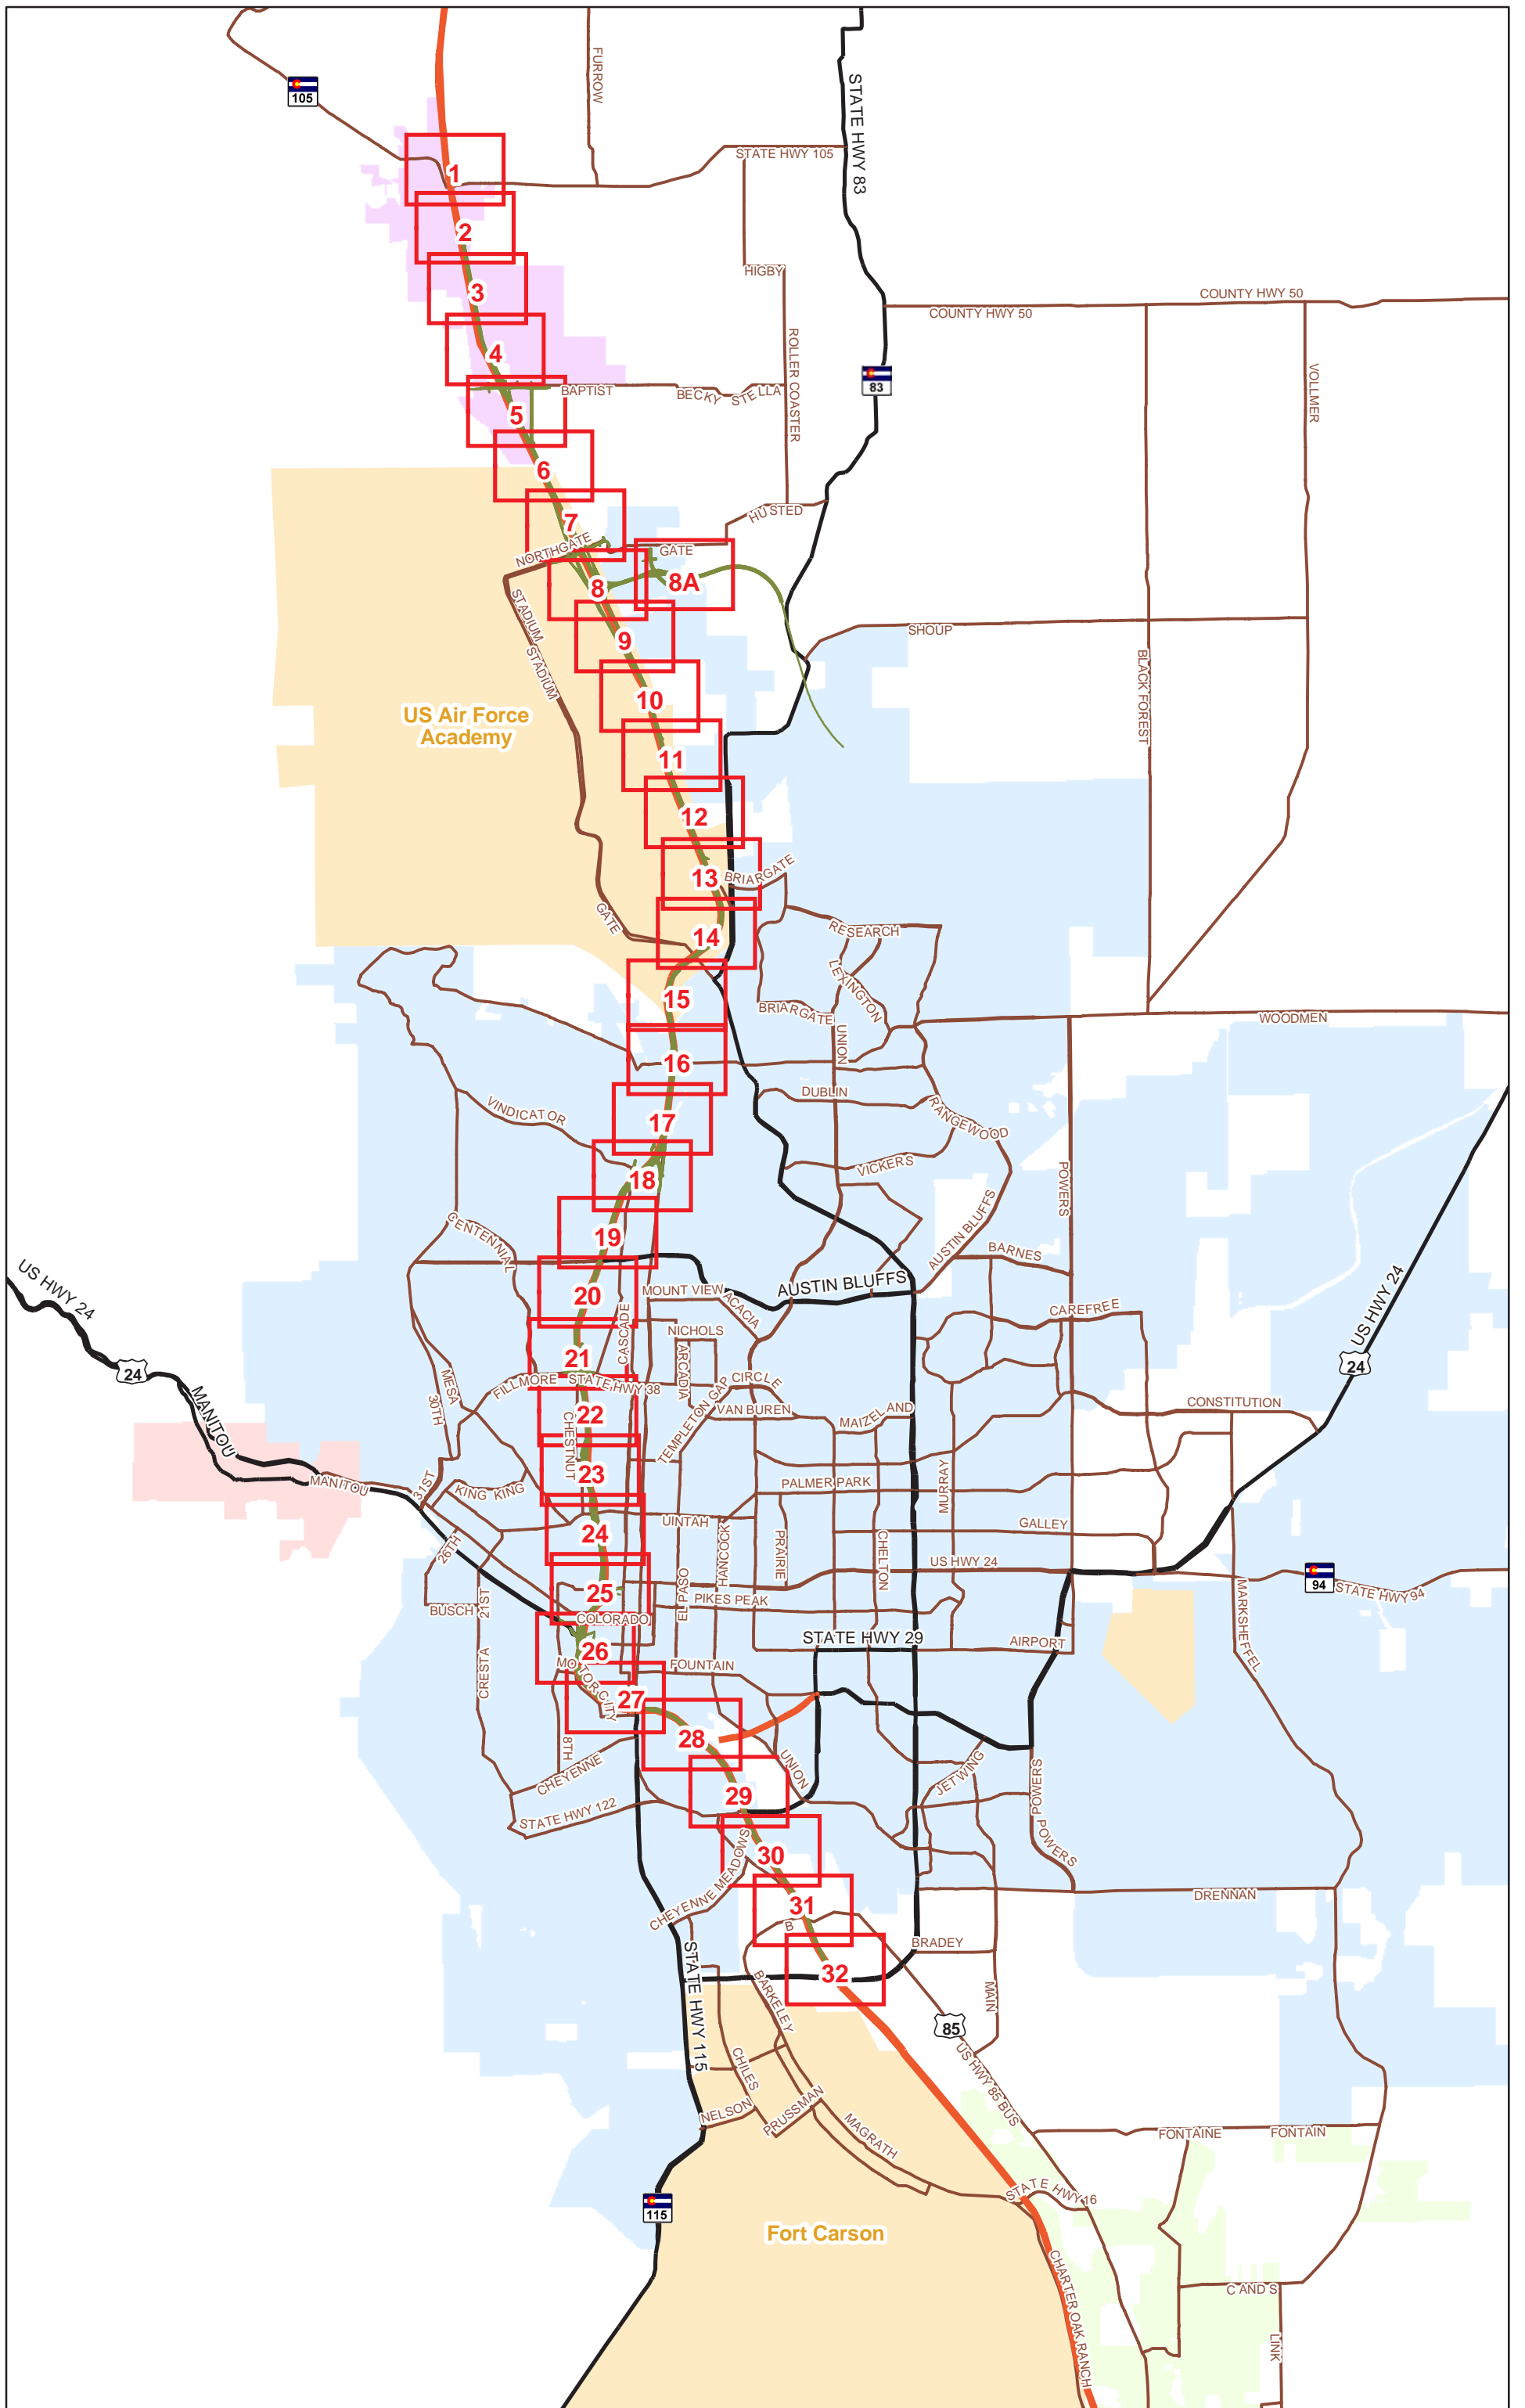 105
FURROW
STATE HWY 83
STATE HWY 105
1
2
HIGBY
3
COUNTY HWY 50
COUNTY HWY 50
ROLLER COASTER
4
83
VOLLMER
BAPTIST
BECKY
STELLA
5
6
HUSTED
7
NORTHGATE
GATE
8
8A
STADIUM
STADIUM
9
SHOUP
10
BLACK FOREST
US Air Force
Academy
11
12
13
BRIARGATE
GATE
14
RESEARCH
LEXINGTON
15
BRIARGATE
UNION
WOODMEN
16
DUBLIN
VINDICATOR
17
RANGEWOOD
VICKERS
18
POWERS
CENTENNIAL
19
AUSTIN BLUFFS
BARNES
US HWY 24
20
MOUNT VIEW
ACACIA
AUSTIN BLUFFS
CAREFREE
US HWY 24
CASCADE
NICHOLS
24
21
ARCADIA
24
MESA
30TH
FILLMORE
STATE HWY 38
TEMPLETON GAP
CIRCLE
MANITOU
22
CHESTNUT
VAN BUREN
MAIZELAND
CONSTITUTION
23
MANITOU
31ST
KING
KING
PALMER PARK
MURRAY
24
UINTAH
HANCOCK
PRAIRIE
CHELTON
GALLEY
26TH
25
EL PASO
US HWY 24
94
STATE HWY 94
BUSCH
21ST
PIKES PEAK
COLORADO
MARKSHEFFEL
26
STATE HWY 29
AIRPORT
CRESTA
MOTOR CITY
FOUNTAIN
27
28
8TH
CHEYENNE
UNION
JET WING
POWERS
29
STATE HWY 122
POWERS
30
CHEYENNE MEADOWS
DRENNAN
31
B
BRADEY
32
STATE HWY 115
BARKELEY
MAIN
85
US HWY 85 BUS
CHILES
NELSON
PRUSSMAN
MAGRATH
FONTAINE
FONTAIN
STATE HWY 16
115
Fort Carson
CHARTER OAK RANCH
C AND S
LINK